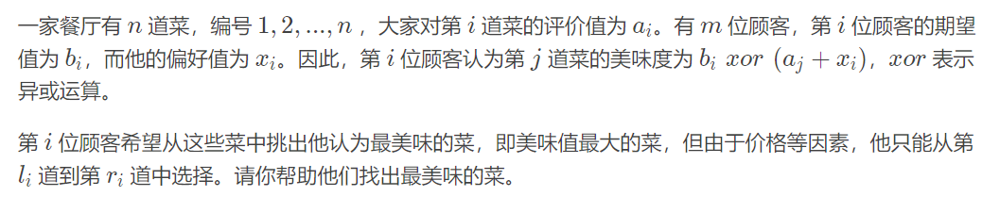 一家餐厅有 n 道菜，编号 1, 2, ..., n ，大家对第 i 道菜的评价值为 a_i。有 m 位顾客，第 i 位顾客的期望
值为 b_i，而他的偏好值为 x_i。因此，第 i 位顾客认为第 j 道菜的美味度为 b_i xor (a_j + x_i)，xor 表示
异或运算。
第 i 位顾客希望从这些菜中挑出他认为最美味的菜，即美味值最大的菜，但由于价格等因素，他只能从第
l_i 道到第 r_i 道中选择。请你帮助他们找出最美味的菜。